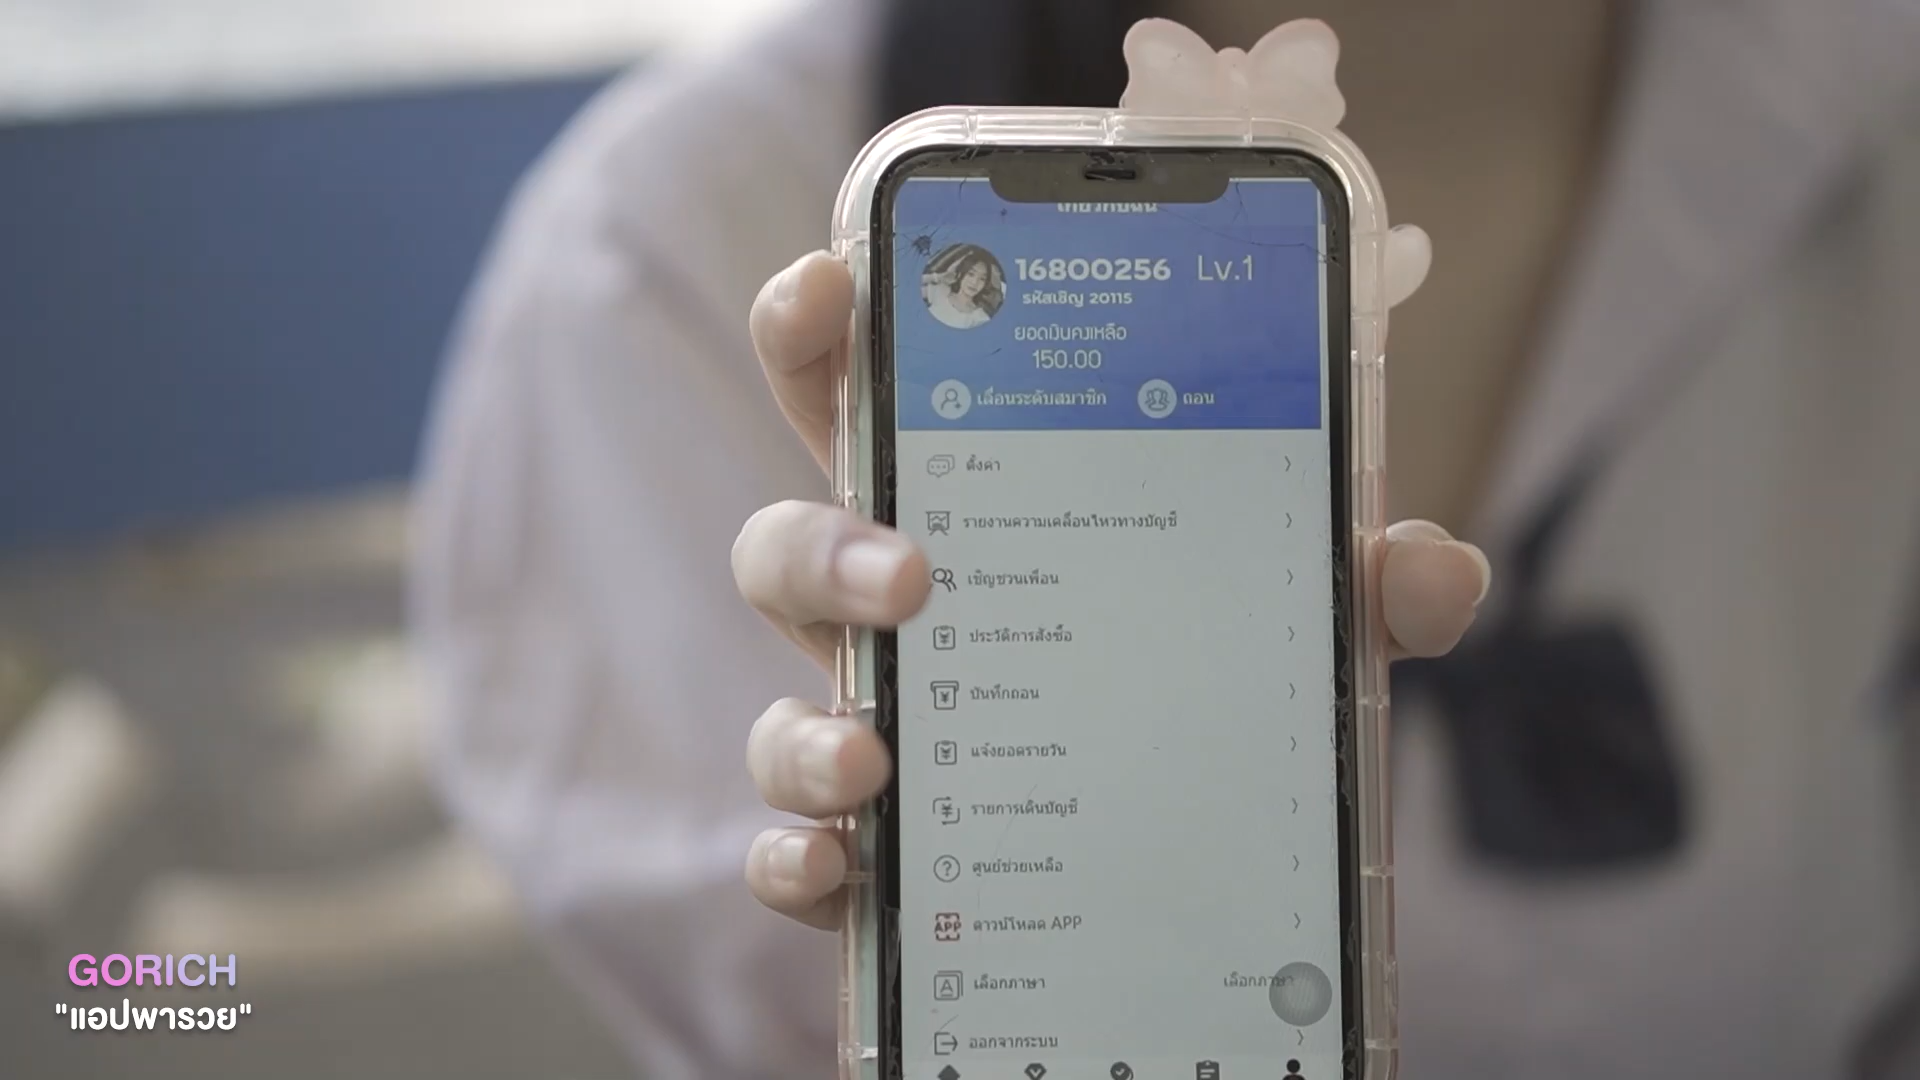 เกี่ยวกับฉัน
16800256 Lv.1
รหัสเชิญ 20115
ยอดเงินคงเหลือ
150.00
เลื่อนระดับสมาชิก ถอน
ตั้งค่า
รายงานความเคลื่อนไหวทางบัญชี
เชิญชวนเพื่อน
ประวัติการสั่งซื้อ
บันทึกถอน
แจ้งยอดรายวัน
รายการเดินบัญชี
ศูนย์ช่วยเหลือ
APP ดาวน์โหลด APP
เลือกภาษา เลือกภาษา
ออกจากระบบ
GORICH
"แอปพารวย"